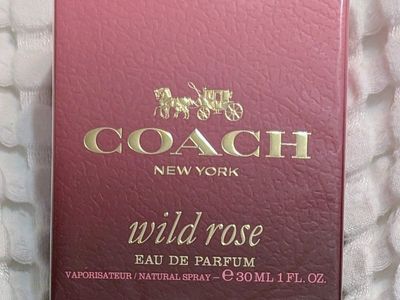 COACH
NEW YORK
wild rose
EAU DE PARFUM
VAPORISATEUR / NATURAL SPRAY – ℮ 30 ML 1 FL. OZ.